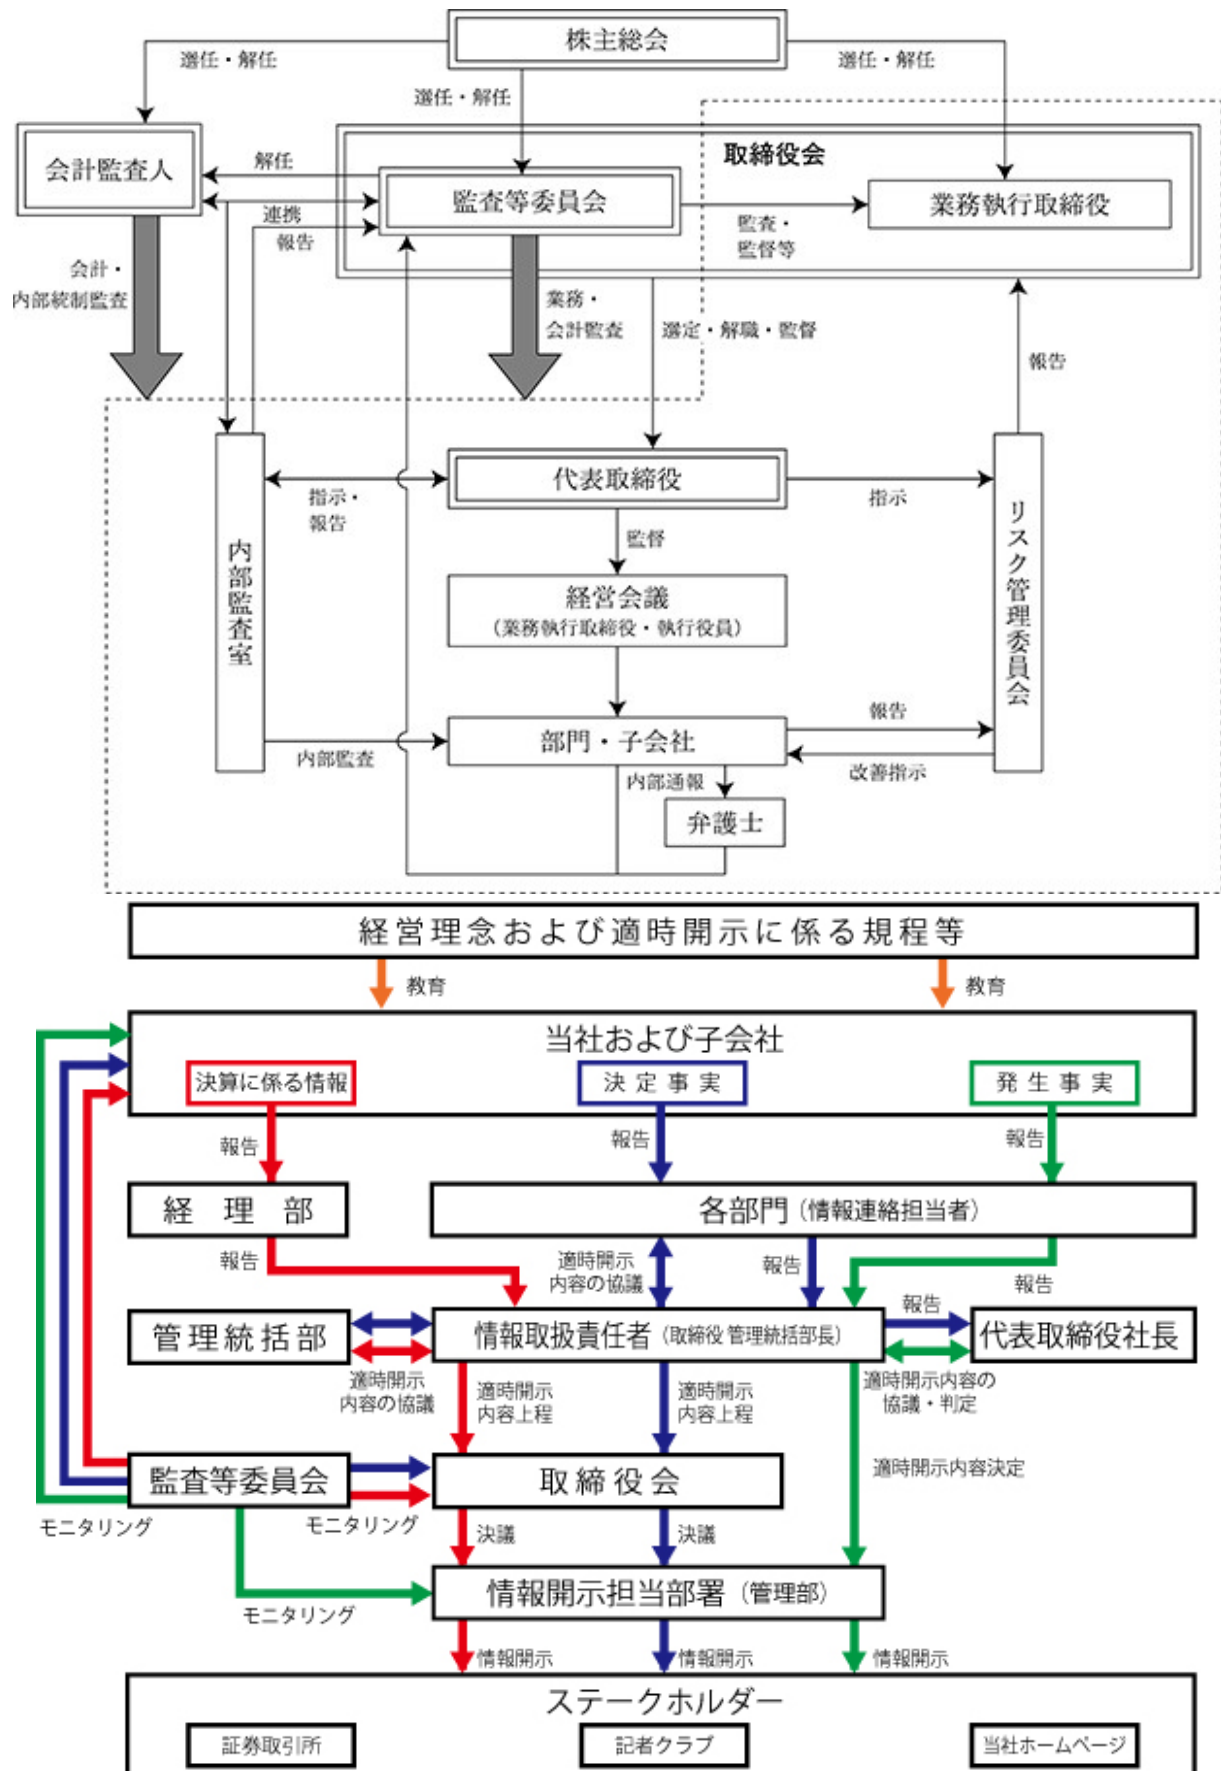 株主総会
選任・解任
選任・解任
選任・解任
取締役会
会計監査人
解任
監査等委員会
業務執行取締役
連携
報告
監査・
監督等
会計・
内部統制監査
業務・
会計監査
選定・解職・監督
報告
代表取締役
指示・
報告
指示
監督
内部監査室
リスク管理委員会
経営会議
（業務執行取締役・執行役員）
部門・子会社
報告
内部監査
内部通報
改善指示
弁護士
経営理念および適時開示に係る規程等
教育
教育
当社および子会社
決算に係る情報
決定事実
発生事実
報告
報告
報告
経理部
各部門（情報連絡担当者）
報告
適時開示
内容の協議
報告
報告
報告
管理統括部
情報取扱責任者（取締役 管理統括部長）
代表取締役社長
適時開示
内容の協議
適時開示
内容上程
適時開示
内容上程
適時開示内容の
協議・判定
監査等委員会
取締役会
適時開示内容決定
モニタリング
モニタリング
決議
決議
情報開示担当部署（管理部）
モニタリング
情報開示
情報開示
情報開示
ステークホルダー
証券取引所
記者クラブ
当社ホームページ